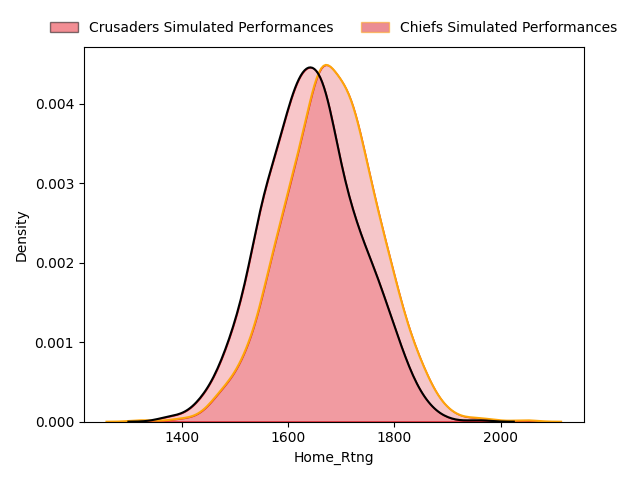 Crusaders Simulated Performances
Chiefs Simulated Performances
0.004
0.003
0.002
0.001
0.000
Density
1400
1600
1800
2000
Home_Rtng